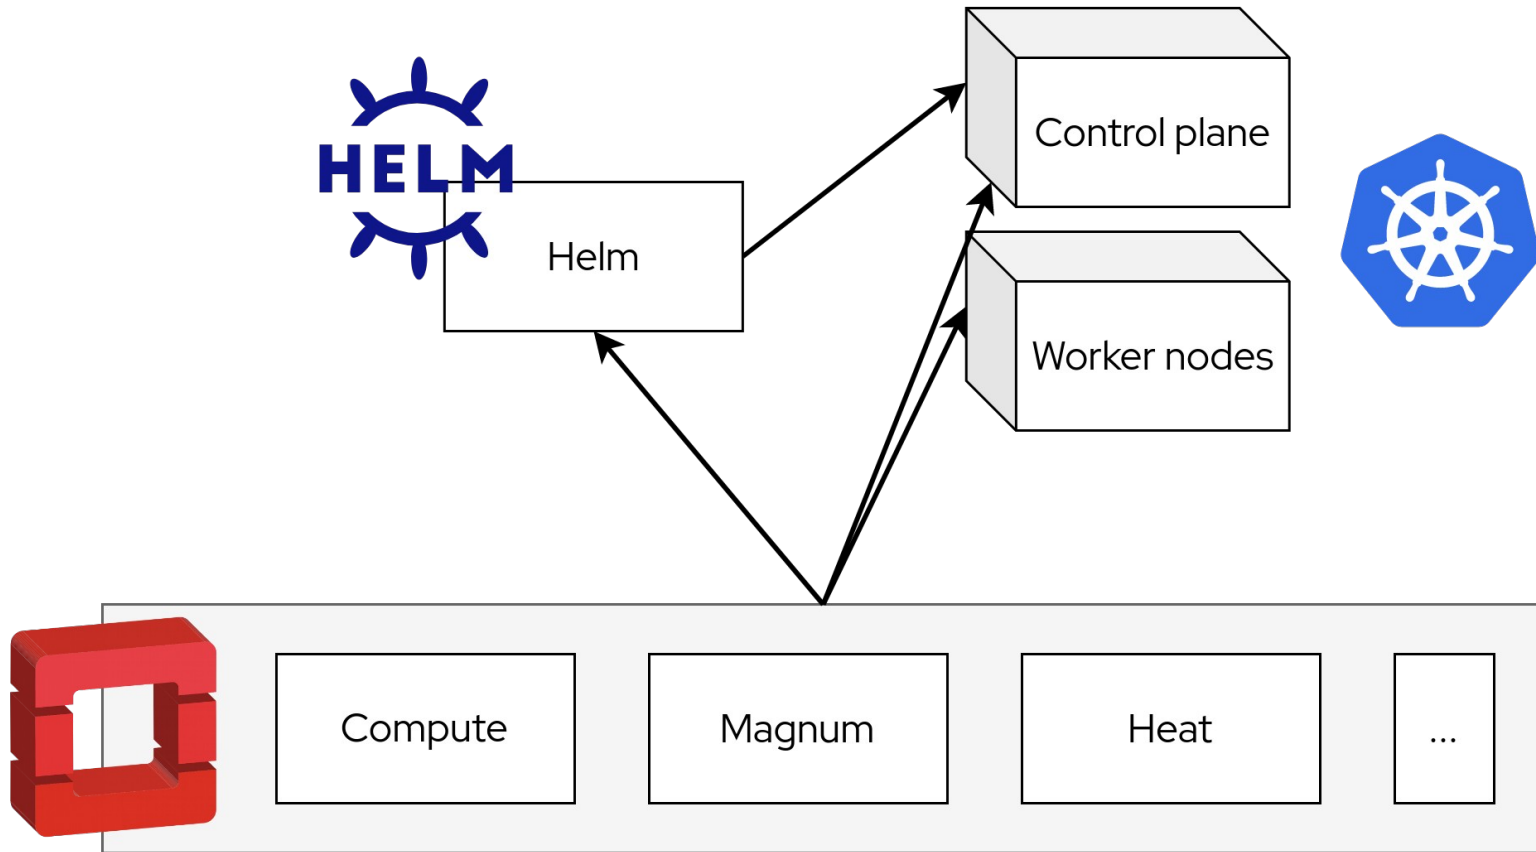 Control plane
HELM
Helm
Worker nodes
Compute
Magnum
Heat
...